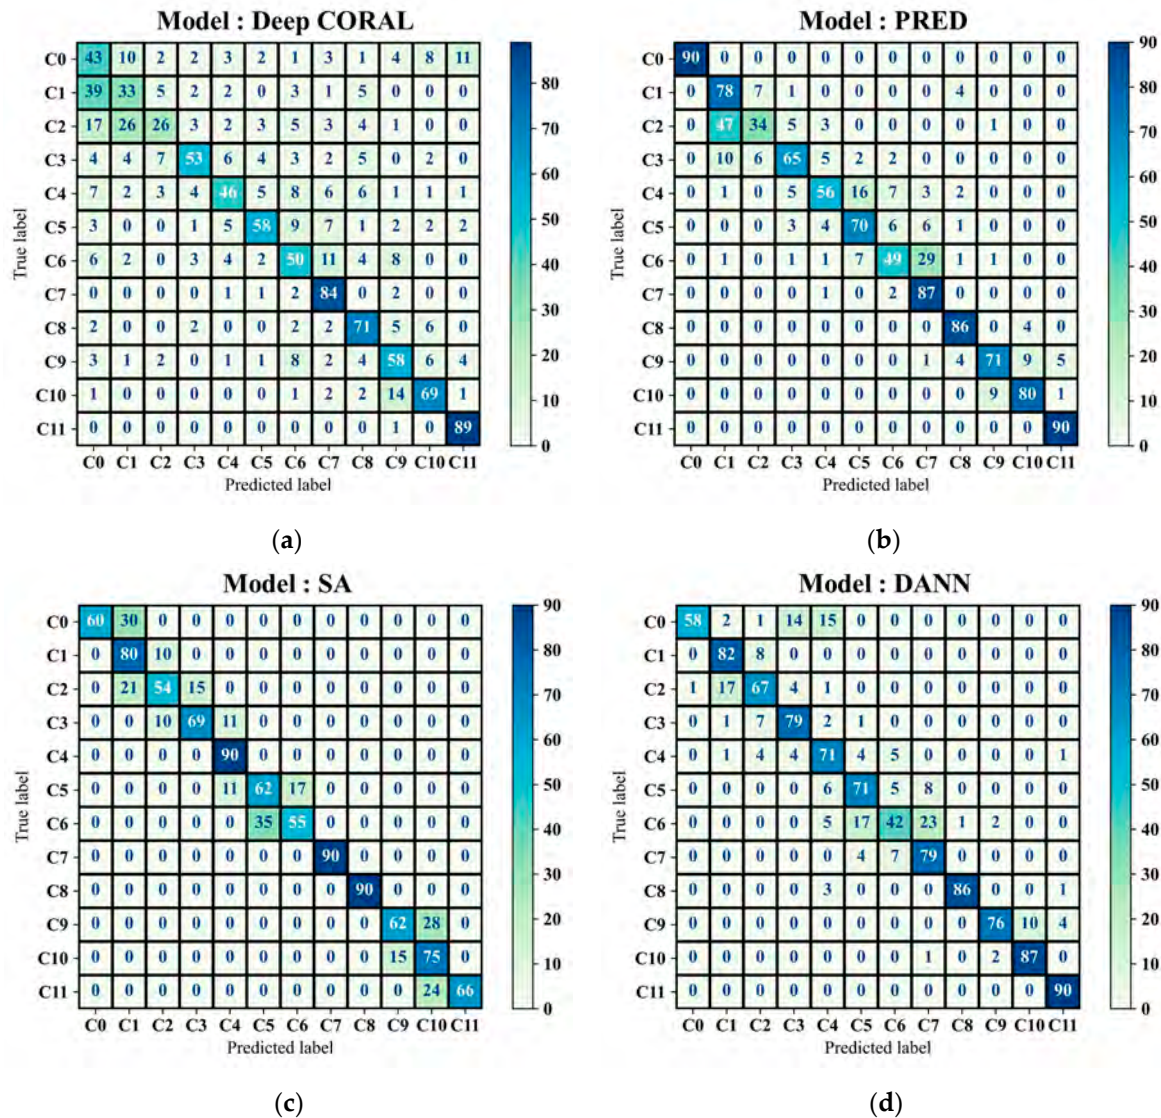 Model : Deep CORAL
C0 43 10 2 2 3 2 1 3 1 4 8 11
C1 39 33 5 2 2 0 3 1 5 0 0 0
C2 17 26 26 3 2 3 5 3 4 1 0 0
C3 4 4 7 53 6 4 3 2 5 0 2 0
C4 7 2 3 4 46 5 8 6 6 1 1 1
C5 3 0 0 1 5 58 9 7 1 2 2 2
C6 6 2 0 3 4 2 50 11 4 8 0 0
C7 0 0 0 0 1 1 2 84 0 2 0 0
C8 2 0 0 2 0 0 2 2 71 5 6 0
C9 3 1 2 0 1 1 8 2 4 58 6 4
C10 1 0 0 0 0 0 1 2 2 14 69 1
C11 0 0 0 0 0 0 0 0 0 1 0 89
C0 C1 C2 C3 C4 C5 C6 C7 C8 C9 C10 C11
Predicted label
True label
80
70
60
50
40
30
20
10
0
(a)
Model : PRED
C0 90 0 0 0 0 0 0 0 0 0 0 0
C1 0 78 7 1 0 0 0 0 4 0 0 0
C2 0 47 34 5 3 0 0 0 0 1 0 0
C3 0 10 6 65 5 2 2 0 0 0 0 0
C4 0 1 0 5 56 16 7 3 2 0 0 0
C5 0 0 0 3 4 70 6 6 1 0 0 0
C6 0 1 0 1 1 7 49 29 1 1 0 0
C7 0 0 0 0 1 0 2 87 0 0 0 0
C8 0 0 0 0 0 0 0 0 86 0 4 0
C9 0 0 0 0 0 0 0 1 4 71 9 5
C10 0 0 0 0 0 0 0 0 0 9 80 1
C11 0 0 0 0 0 0 0 0 0 0 0 90
C0 C1 C2 C3 C4 C5 C6 C7 C8 C9 C10 C11
Predicted label
True label
90
80
70
60
50
40
30
20
10
0
(b)
Model : SA
C0 60 30 0 0 0 0 0 0 0 0 0 0
C1 0 80 10 0 0 0 0 0 0 0 0 0
C2 0 21 54 15 0 0 0 0 0 0 0 0
C3 0 0 10 69 11 0 0 0 0 0 0 0
C4 0 0 0 0 90 0 0 0 0 0 0 0
C5 0 0 0 0 11 62 17 0 0 0 0 0
C6 0 0 0 0 0 35 55 0 0 0 0 0
C7 0 0 0 0 0 0 0 90 0 0 0 0
C8 0 0 0 0 0 0 0 0 90 0 0 0
C9 0 0 0 0 0 0 0 0 0 62 28 0
C10 0 0 0 0 0 0 0 0 0 15 75 0
C11 0 0 0 0 0 0 0 0 0 0 24 66
C0 C1 C2 C3 C4 C5 C6 C7 C8 C9 C10 C11
Predicted label
True label
90
80
70
60
50
40
30
20
10
0
(c)
Model : DANN
C0 58 2 1 14 15 0 0 0 0 0 0 0
C1 0 82 8 0 0 0 0 0 0 0 0 0
C2 1 17 67 4 1 0 0 0 0 0 0 0
C3 0 1 7 79 2 1 0 0 0 0 0 0
C4 0 1 4 4 71 4 5 0 0 0 0 1
C5 0 0 0 0 6 71 5 8 0 0 0 0
C6 0 0 0 0 5 17 42 23 1 2 0 0
C7 0 0 0 0 0 4 7 79 0 0 0 0
C8 0 0 0 0 3 0 0 0 86 0 0 1
C9 0 0 0 0 0 0 0 0 0 76 10 4
C10 0 0 0 0 0 0 0 1 0 2 87 0
C11 0 0 0 0 0 0 0 0 0 0 0 90
C0 C1 C2 C3 C4 C5 C6 C7 C8 C9 C10 C11
Predicted label
True label
90
80
70
60
50
40
30
20
10
0
(d)